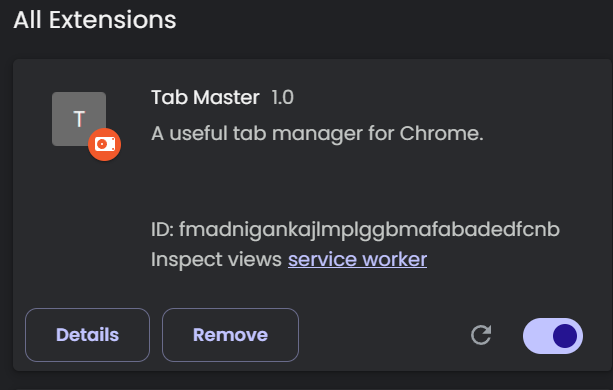 All Extensions
T
Tab Master 1.0
A useful tab manager for Chrome.
ID: fmadnigankajlmplggbmafabadedfcnb
Inspect views service worker
Details Remove